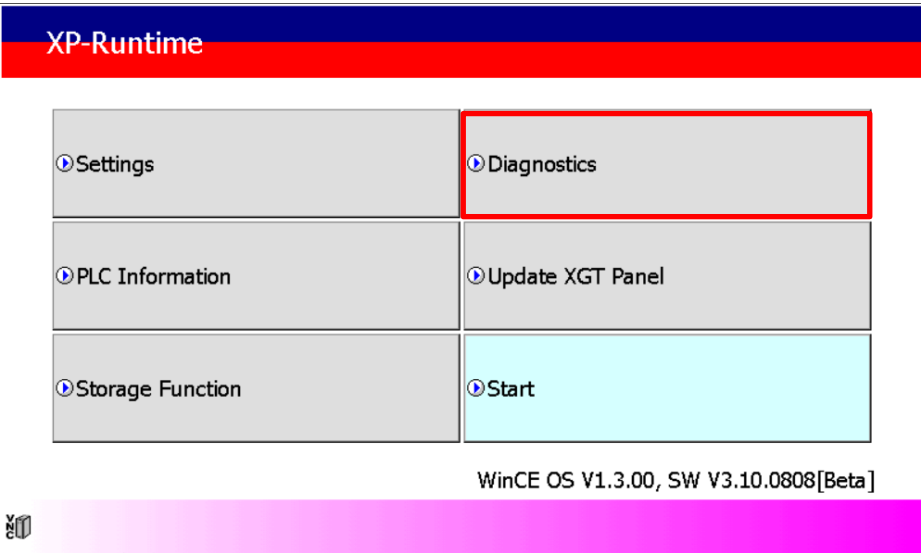 XP-Runtime
Settings
Diagnostics
PLC Information
Update XGT Panel
Storage Function
Start
WinCE OS V1.3.00, SW V3.10.0808[Beta]
VNC